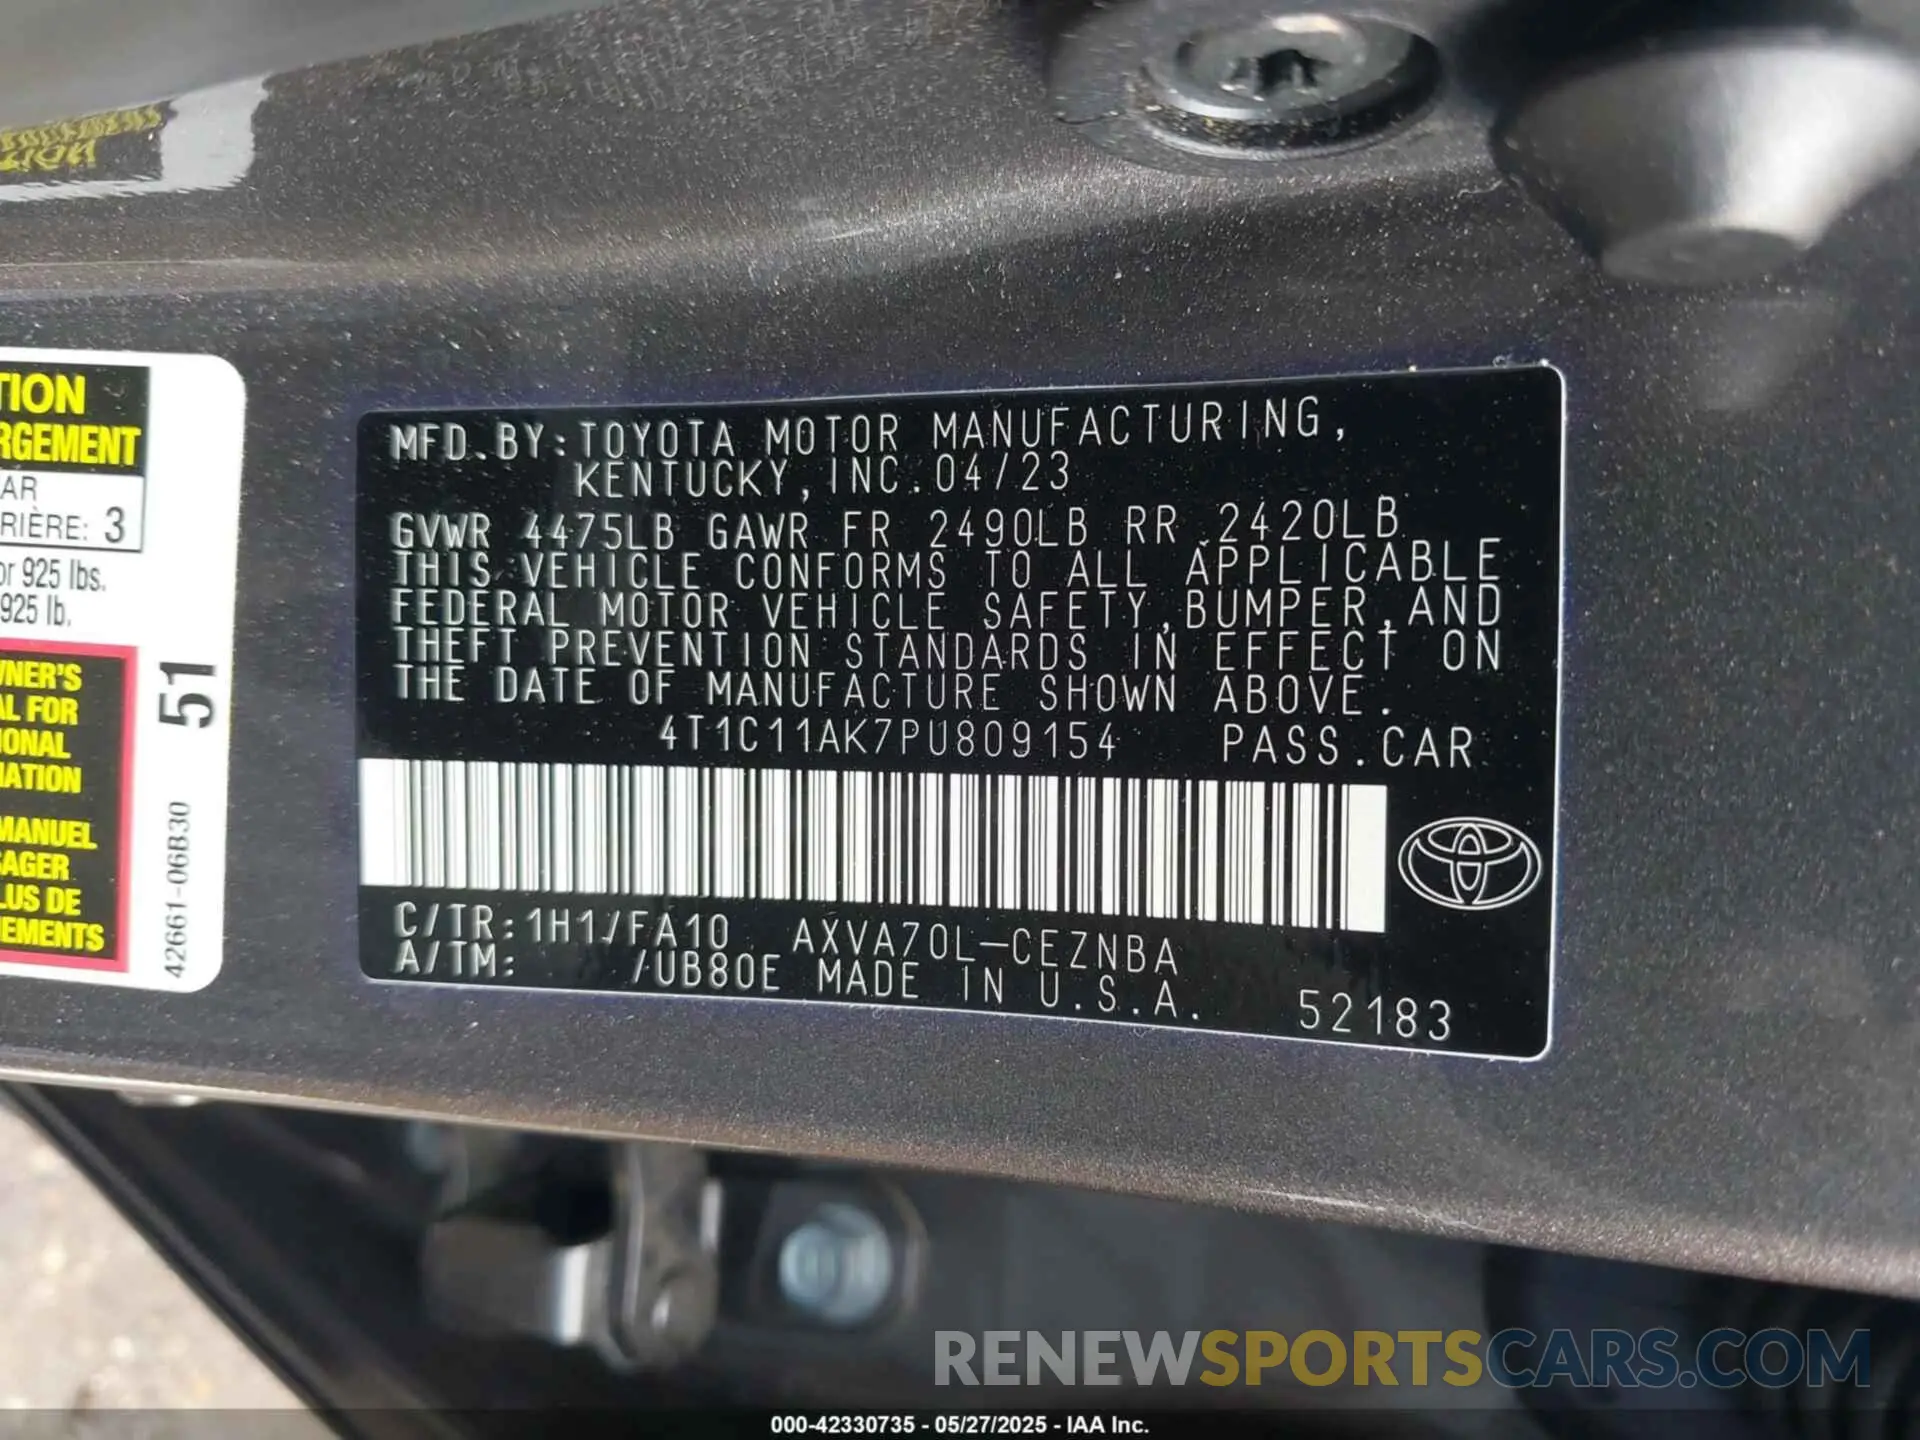 TION
RGEMENT
AR
RIÈRE: 3
or 925 lbs.
925 lb.
WNER'S
AL FOR
IONAL
MATION
MANUEL
SAGER
LUS DE
NEMENTS
51
42661-06B30
MFD.BY:TOYOTA MOTOR MANUFACTURING,
KENTUCKY,INC.04/23
GVWR 4475LB GAWR FR 2490LB RR 2420LB
THIS VEHICLE CONFORMS TO ALL APPLICABLE
FEDERAL MOTOR VEHICLE SAFETY,BUMPER,AND
THEFT PREVENTION STANDARDS IN EFFECT ON
THE DATE OF MANUFACTURE SHOWN ABOVE.
4T1C11AK7PU809154 PASS.CAR
C/TR:1H1/FA10 AXVA70L-CEZNBA
A/TM: /UB80E MADE IN U.S.A. 52183
RENEWSPORTSCARS.COM
000-42330735 - 05/27/2025 - IAA Inc.